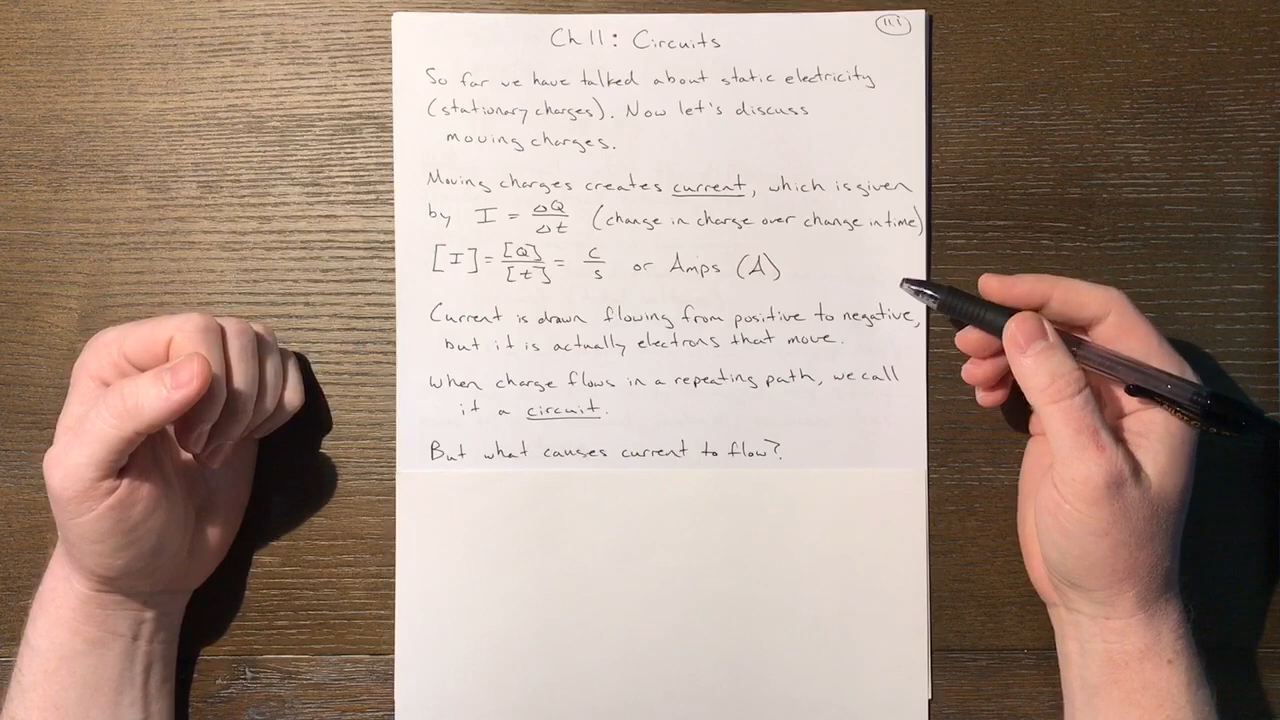 11.1
Ch 11: Circuits
So far we have talked about static electricity
(stationary charges). Now let's discuss
moving charges.
Moving charges creates current, which is given
by I = ΔQ/Δt (change in charge over change in time)
[I] = [Q]/[t] = C/s or Amps (A)
Current is drawn flowing from positive to negative,
but it is actually electrons that move.
When charge flows in a repeating path, we call
it a circuit.
But what causes current to flow?